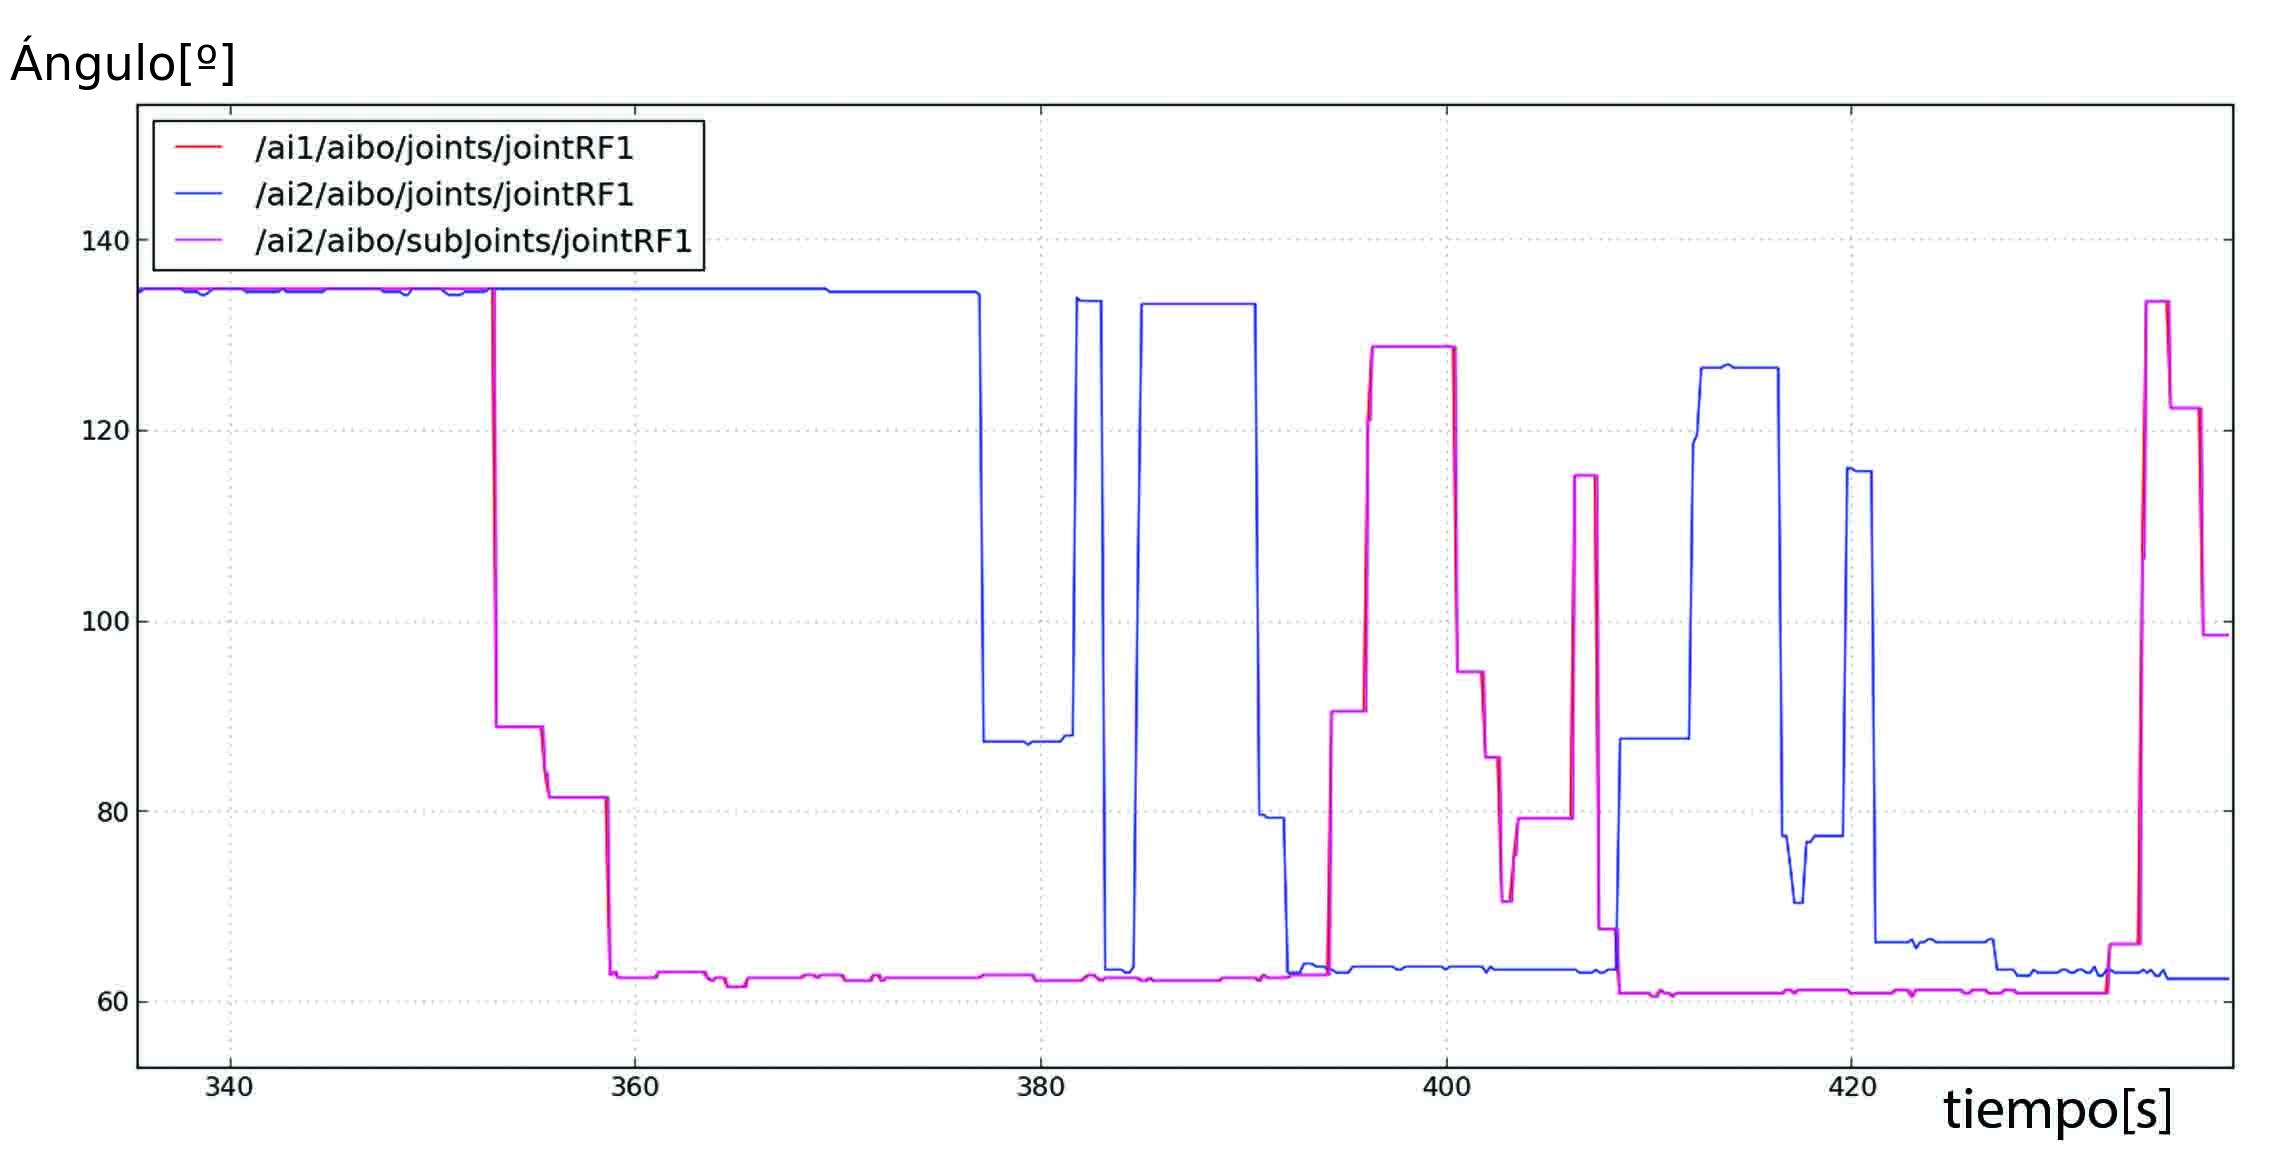 Ángulo[º]
/ai1/aibo/joints/jointRF1
/ai2/aibo/joints/jointRF1
/ai2/aibo/subJoints/jointRF1
140
120
100
80
60
340 360 380 400 420
tiempo[s]